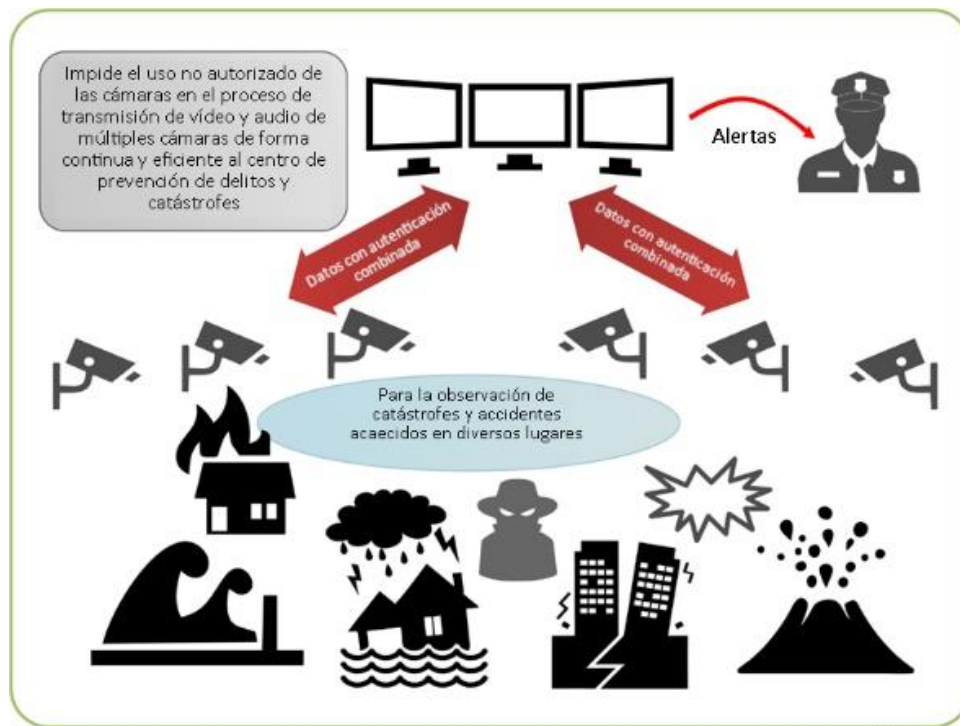 Impide el uso no autorizado de
las cámaras en el proceso de
transmisión de vídeo y audio de
múltiples cámaras de forma
continua y eficiente al centro de
prevención de delitos y
catástrofes
Alertas
Datos con autenticación
combinada
Datos con autenticación
combinada
Para la observación de
catástrofes y accidentes
acaecidos en diversos lugares